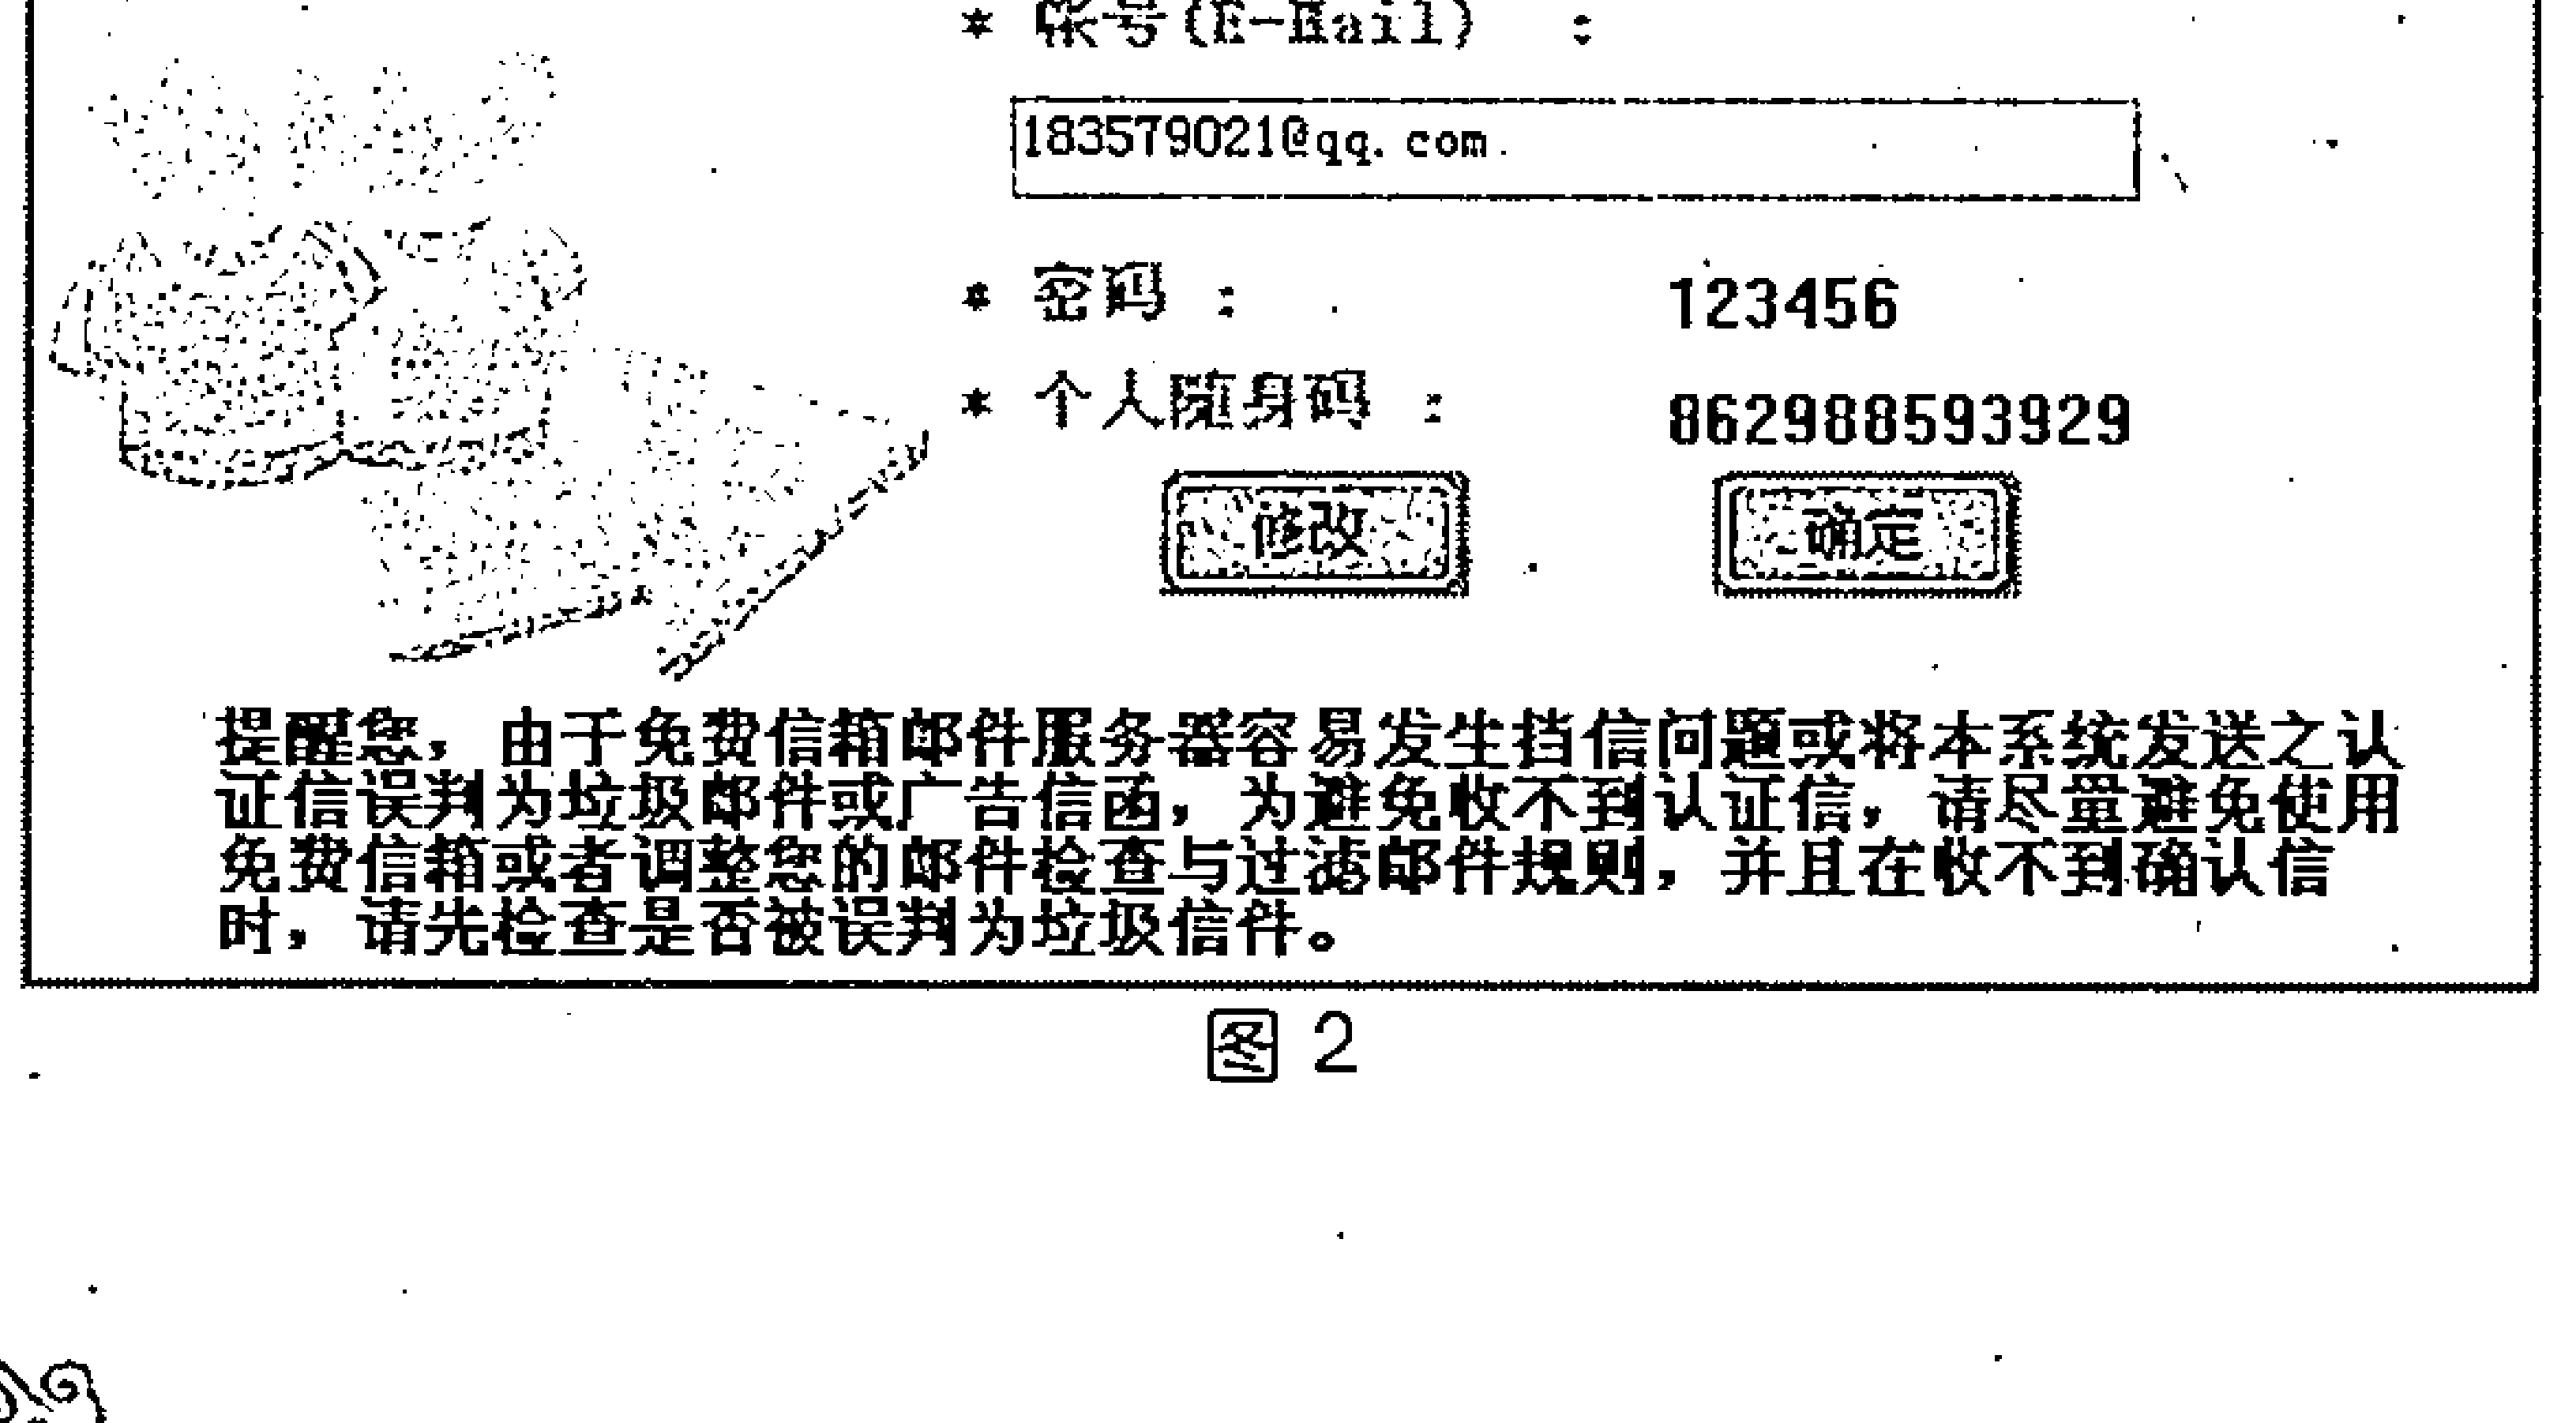 * 帐号(E-Mail) :
183579021@qq.com
* 密码 : 123456
* 个人随身码 : 862988593929
修改 确定
提醒您，由于免费信箱邮件服务器容易发生挡信问题或将本系统发送之认
证信误判为垃圾邮件或广告信函，为避免收不到认证信，请尽量避免使用
免费信箱或者调整您的邮件检查与过滤邮件规则，并且在收不到确认信
时，请先检查是否被误判为垃圾信件。
图 2